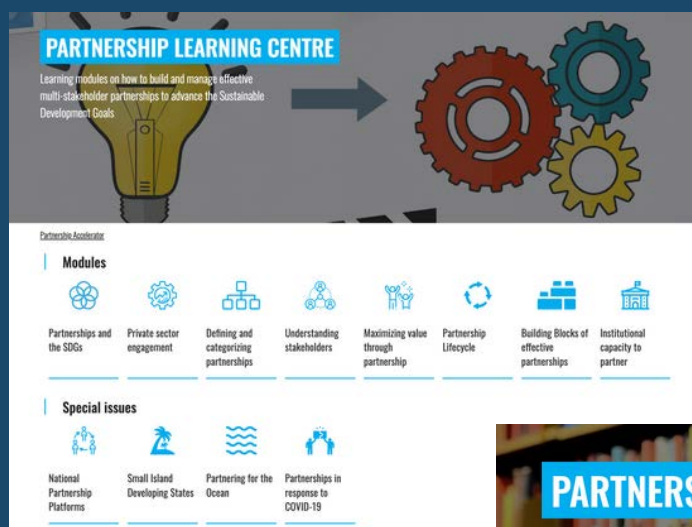 PARTNERSHIP LEARNING CENTRE
Learning modules on how to build and manage effective
multi-stakeholder partnerships to advance the Sustainable
Development Goals
Partnership Accelerator
Modules
Partnerships and
the SDGs
Private sector
engagement
Defining and
categorizing
partnerships
Understanding
stakeholders
Maximizing value
through
partnership
Partnership
Lifecycle
Building Blocks of
effective
partnerships
Institutional
capacity to
partner
Special issues
National
Partnership
Platforms
Small Island
Developing States
Partnering for the
Ocean
Partnerships in
response to
COVID-19
PARTNERS